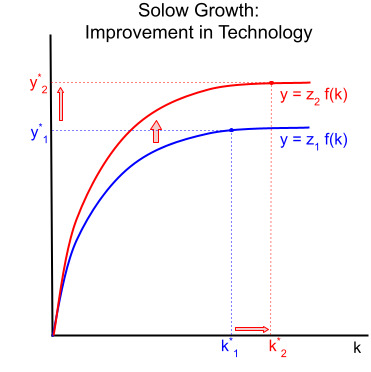 Solow Growth:
Improvement in Technology
y*2
y = z2 f(k)
y*1
y = z1 f(k)
k*1
k*2
k